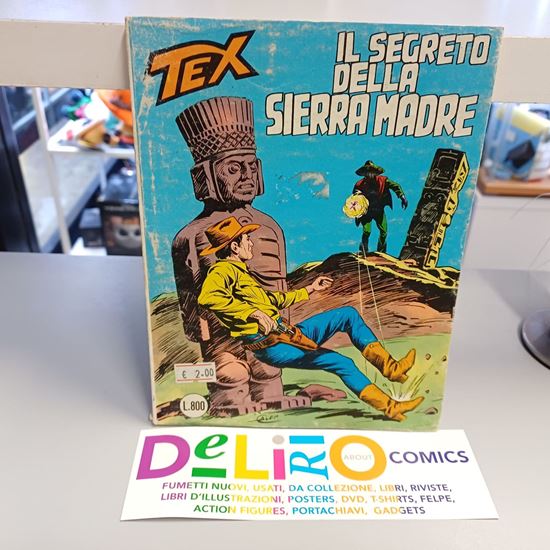 TEX
IL SEGRETO
DELLA
SIERRA MADRE
€ 2.00
L.800
GALEP
DELIRIO ABOUT COMICS
FUMETTI NUOVI, USATI, DA COLLEZIONE, LIBRI, RIVISTE,
LIBRI D'ILLUSTRAZIONI, POSTERS, DVD, T-SHIRTS, FELPE,
ACTION FIGURES, PORTACHIAVI, GADGETS